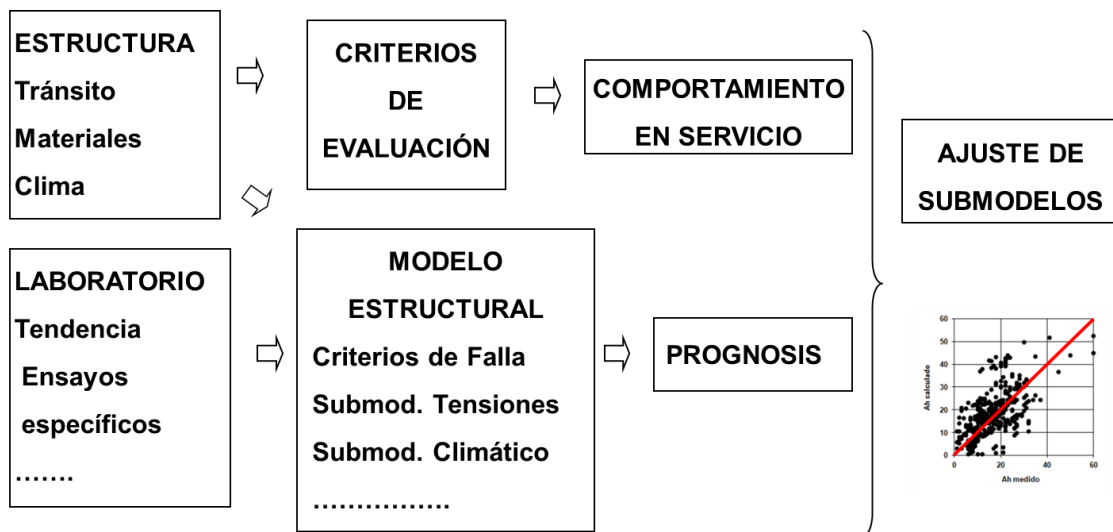 ESTRUCTURA
Tránsito
Materiales
Clima
CRITERIOS
DE
EVALUACIÓN
COMPORTAMIENTO
EN SERVICIO
AJUSTE DE
SUBMODELOS
LABORATORIO
Tendencia
Ensayos
específicos
.......
MODELO
ESTRUCTURAL
Criterios de Falla
Submod. Tensiones
Submod. Climático
................
PROGNOSIS
Ah calculado
60
50
40
30
20
10
0
0 20 40 60
Ah medido